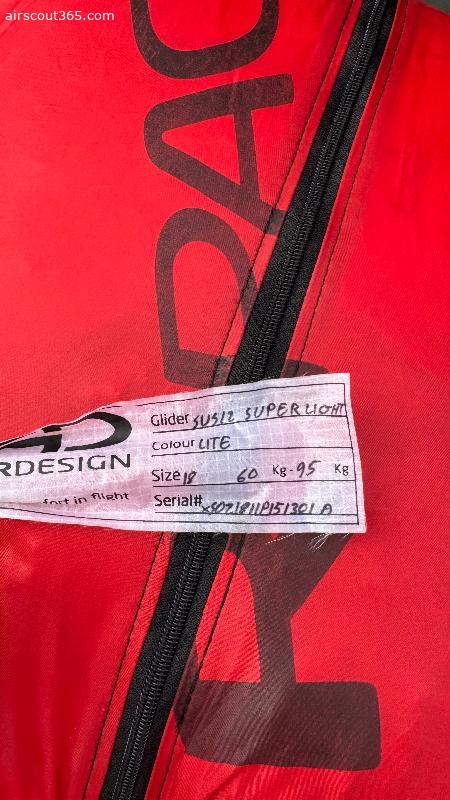 airscout365.com
AIRPAC
Glider SUSI2 SUPER LIGHT
Colour LITE
RDESIGN
Size 18 60 Kg - 95 Kg
fort in flight
Serial#